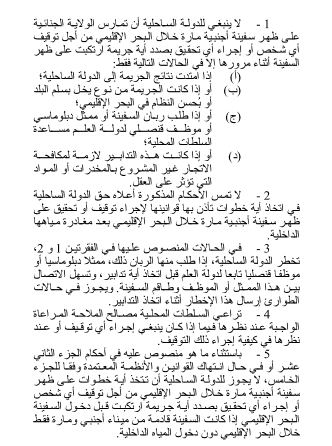 1 - لا ينبغي للدولة الساحلية أن تمارس الولاية الجنائية
على ظهر سفينة أجنبية مارة خلال البحر الإقليمي من أجل توقيف
أي شخص أو إجراء أي تحقيق بصدد أية جريمة ارتكبت على ظهر
السفينة أثناء مرورها إلا في الحالات التالية فقط:
(أ) إذا امتدت نتائج الجريمة إلى الدولة الساحلية؛
(ب) أو إذا كانت الجريمة من نوع يخل بسلم البلد
أو بحسن النظام في البحر الإقليمي؛
(ج) أو إذا طلب ربان السفينة أو ممثل دبلوماسي
أو موظف قنصلي لدولة العلم مساعدة
السلطات المحلية؛
(د) أو إذا كانت هذه التدابير لازمة لمكافحة
الاتجار غير المشروع بالمخدرات أو المواد
التي تؤثر على العقل.
2 - لا تمس الأحكام المذكورة أعلاه حق الدولة الساحلية
في اتخاذ أية خطوات تأذن بها قوانينها لإجراء توقيف أو تحقيق على
ظهر سفينة أجنبية مارة خلال البحر الإقليمي بعد مغادرة مياهها
الداخلية.
3 - في الحالات المنصوص عليها في الفقرتين 1 و 2،
تخطر الدولة الساحلية، إذا طلب منها الربان ذلك، ممثلا دبلوماسيا أو
موظفا قنصليا تابعا لدولة العلم قبل اتخاذ أية تدابير، وتسهل الاتصال
بين هذا الممثل أو الموظف وطاقم السفينة. ويجوز في حالات
الطوارئ إرسال هذا الإخطار أثناء اتخاذ التدابير.
4 - تراعي السلطات المحلية مصالح الملاحة المراعاة
الواجبة عند نظرها فيما إذا كان ينبغي إجراء أي توقيف أو عند
نظرها في كيفية إجراء ذلك التوقيف.
5 - باستثناء ما هو منصوص عليه في أحكام الجزء الثاني
عشر أو في حال انتهاك القوانين والأنظمة المعتمدة وفقا للجزء
الخامس، لا يجوز للدولة الساحلية أن تتخذ أية خطوات على ظهر
سفينة أجنبية مارة خلال البحر الإقليمي من أجل توقيف أي شخص
أو إجراء أي تحقيق بصدد أية جريمة ارتكبت قبل دخول السفينة
البحر الإقليمي إذا كانت السفينة قادمة من ميناء أجنبي ومارة فقط
خلال البحر الإقليمي دون دخول المياه الداخلية.